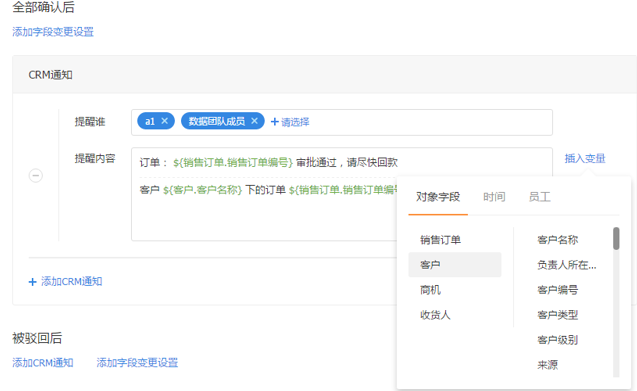 全部确认后
添加字段变更设置
CRM通知
提醒谁 a1 × 数据团队成员 × +请选择
提醒内容 订单： ${销售订单.销售订单编号} 审批通过，请尽快回款 插入变量
客户 ${客户.客户名称} 下的订单 ${销售订单.销售订单编号
对象字段 时间 员工
销售订单 客户名称
客户 负责人所在...
商机 客户编号
收货人 客户类型
客户级别
来源
+ 添加CRM通知
被驳回后
添加CRM通知 添加字段变更设置